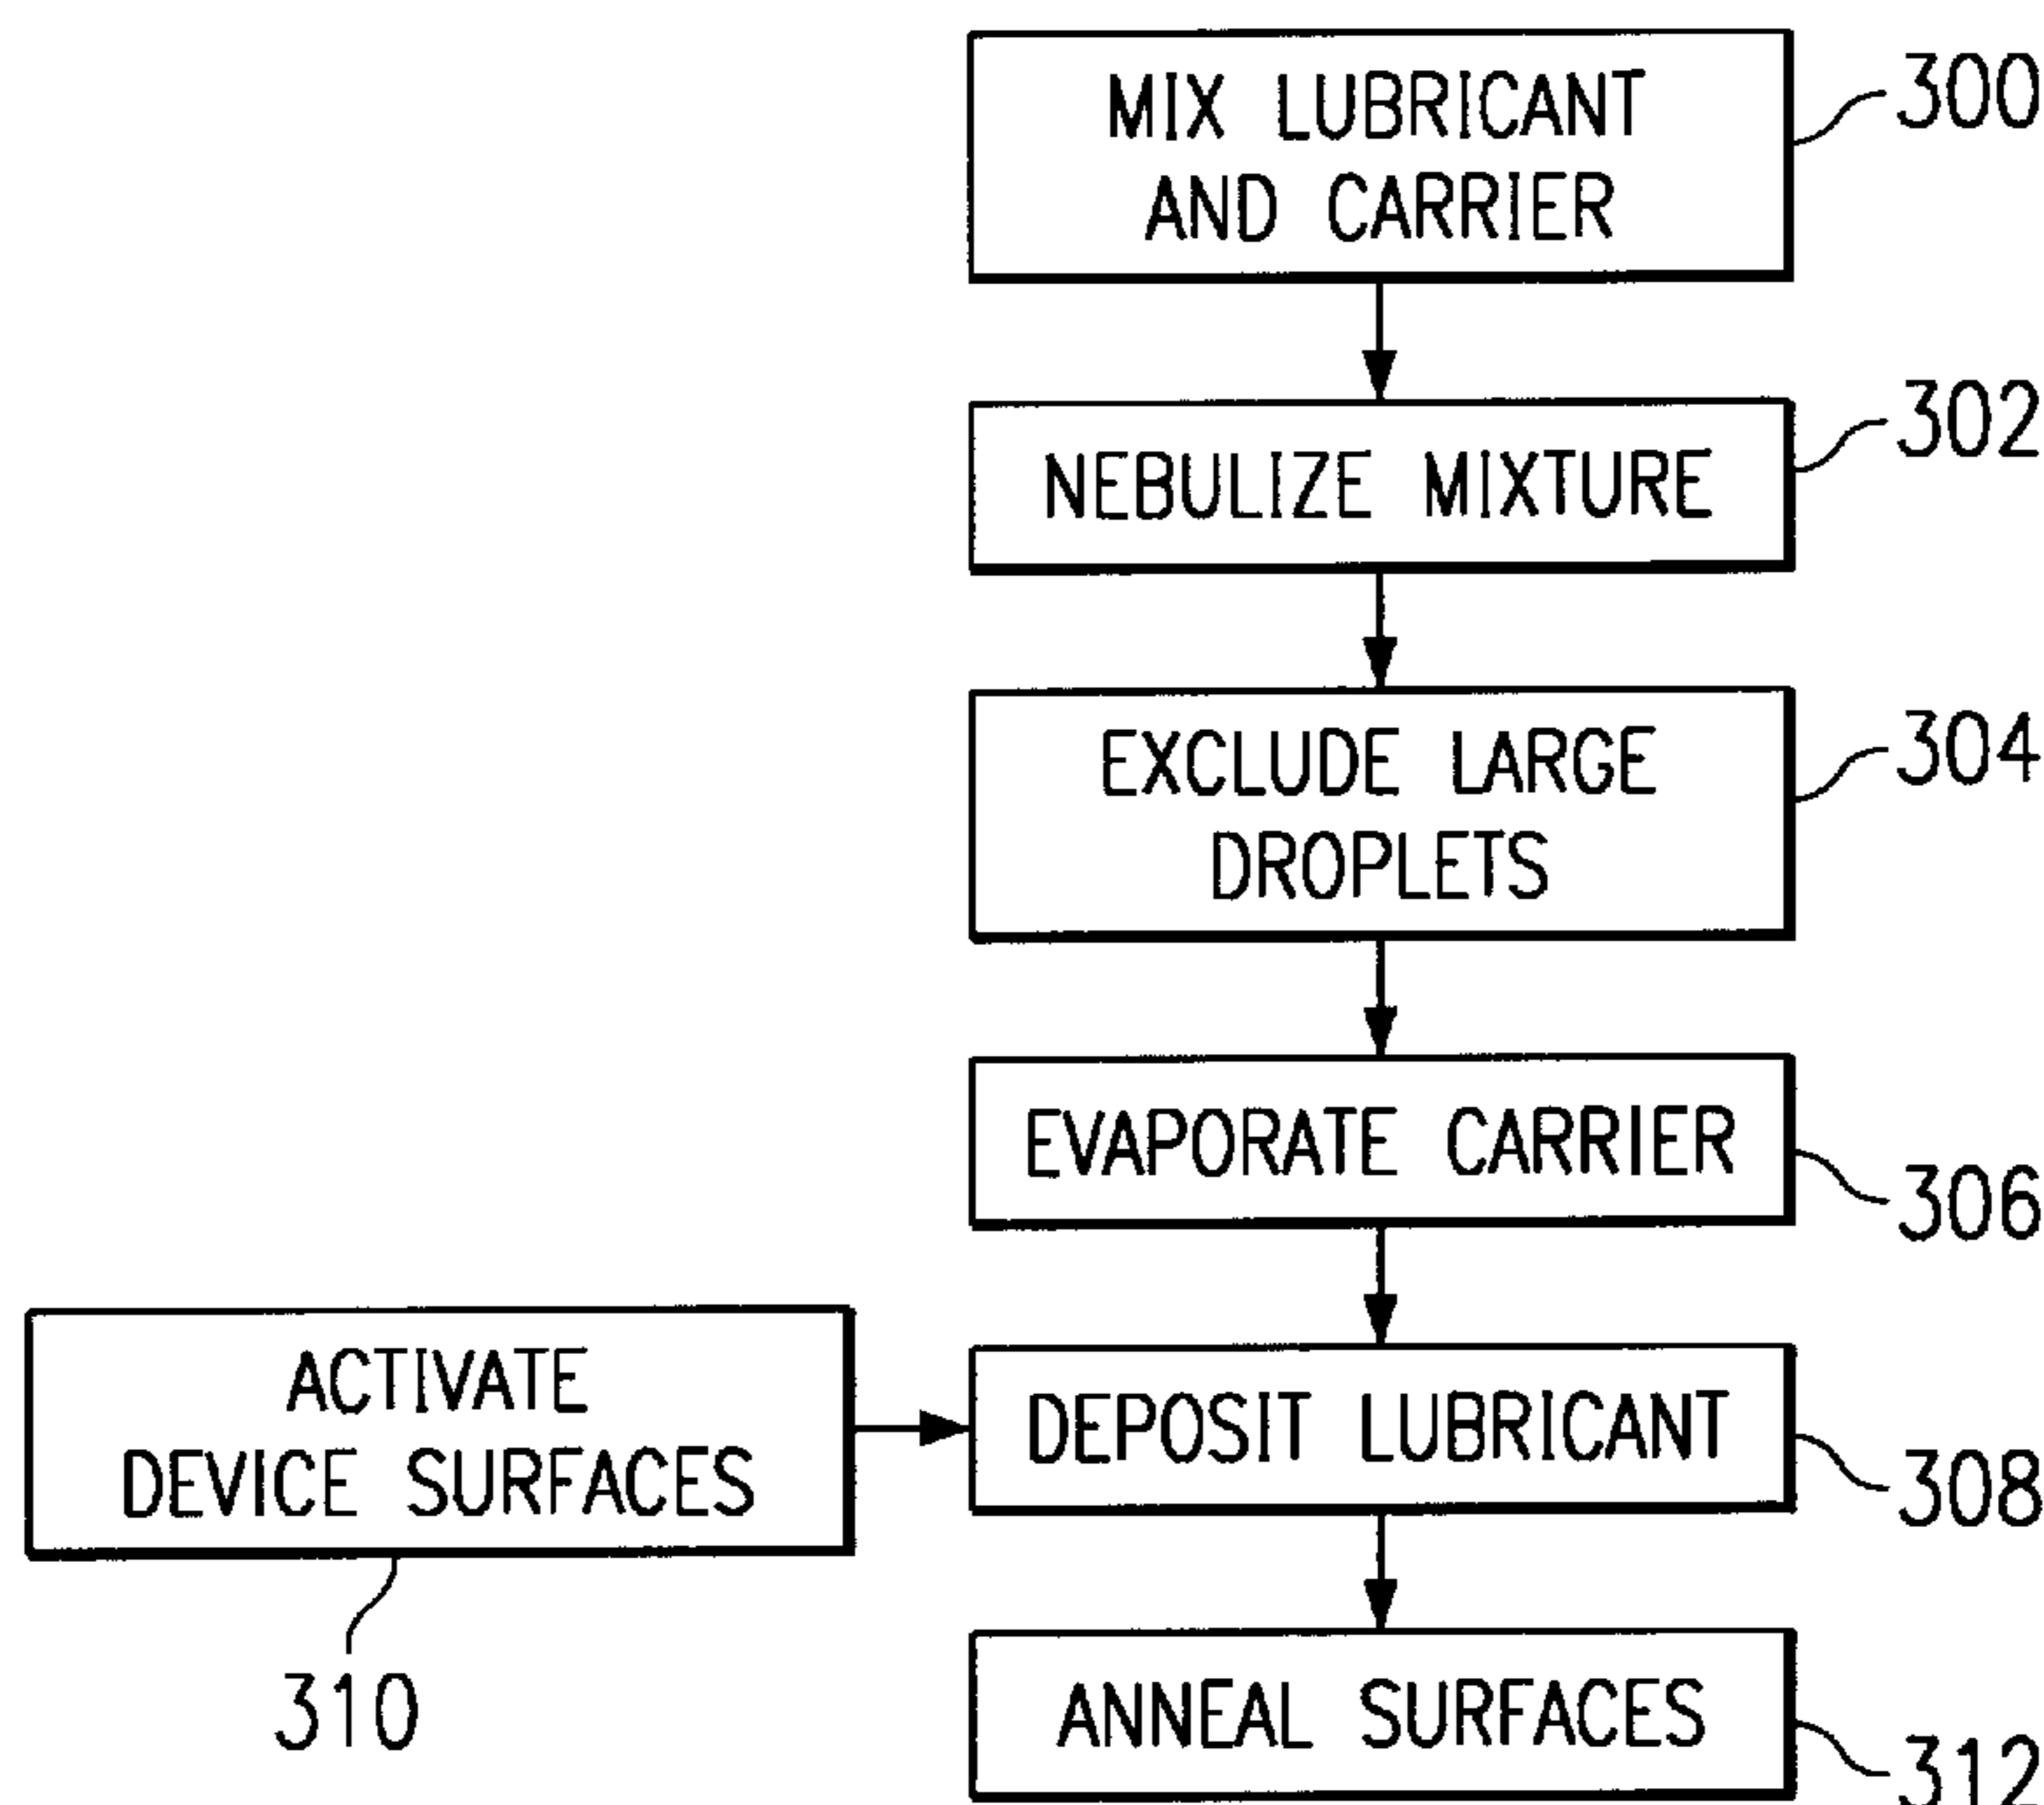 MIX LUBRICANT
AND CARRIER
300
NEBULIZE MIXTURE
302
EXCLUDE LARGE
DROPLETS
304
EVAPORATE CARRIER
306
ACTIVATE
DEVICE SURFACES
310
DEPOSIT LUBRICANT
308
ANNEAL SURFACES
312